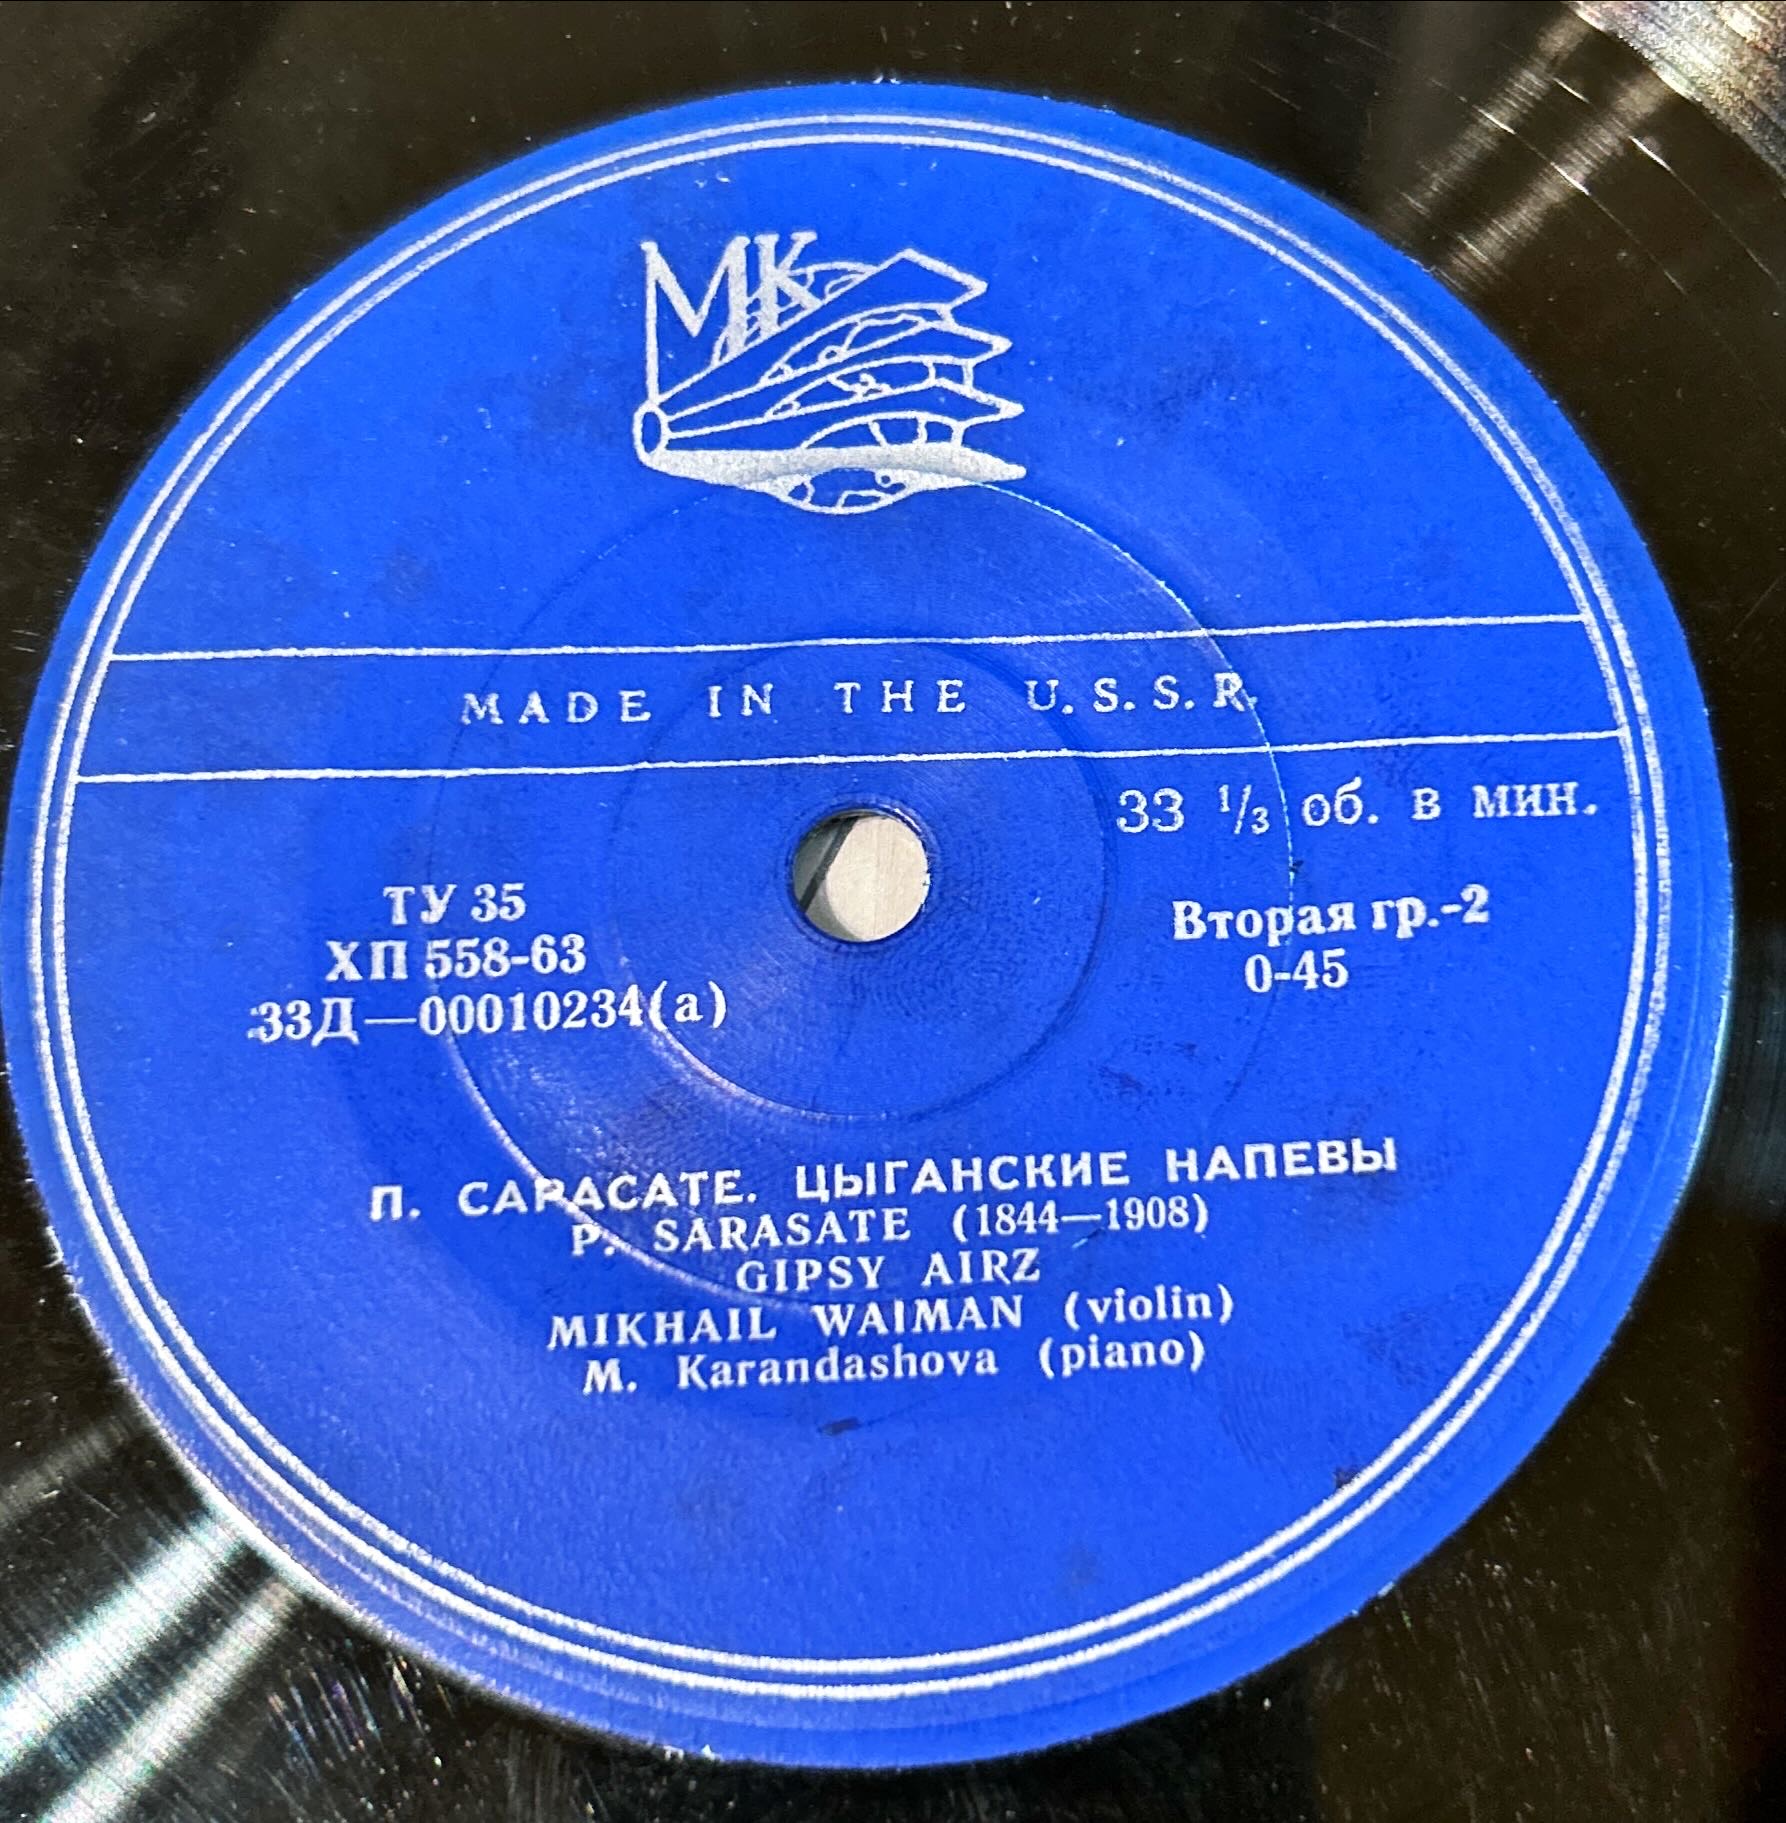 МК
MADE IN THE U.S.S.R.
33 1/3 об. в мин.
ТУ 35
ХП 558-63
33Д—00010234(а)
Вторая гр.-2
0-45
П. САРАСАТЕ. ЦЫГАНСКИЕ НАПЕВЫ
P. SARASATE (1844—1908)
GIPSY AIRZ
MIKHAIL WAIMAN (violin)
M. Karandashova (piano)